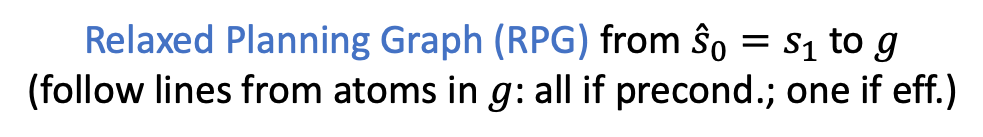 Relaxed Planning Graph (RPG) from ŝ₀ = s₁ to g
(follow lines from atoms in g: all if precond.; one if eff.)